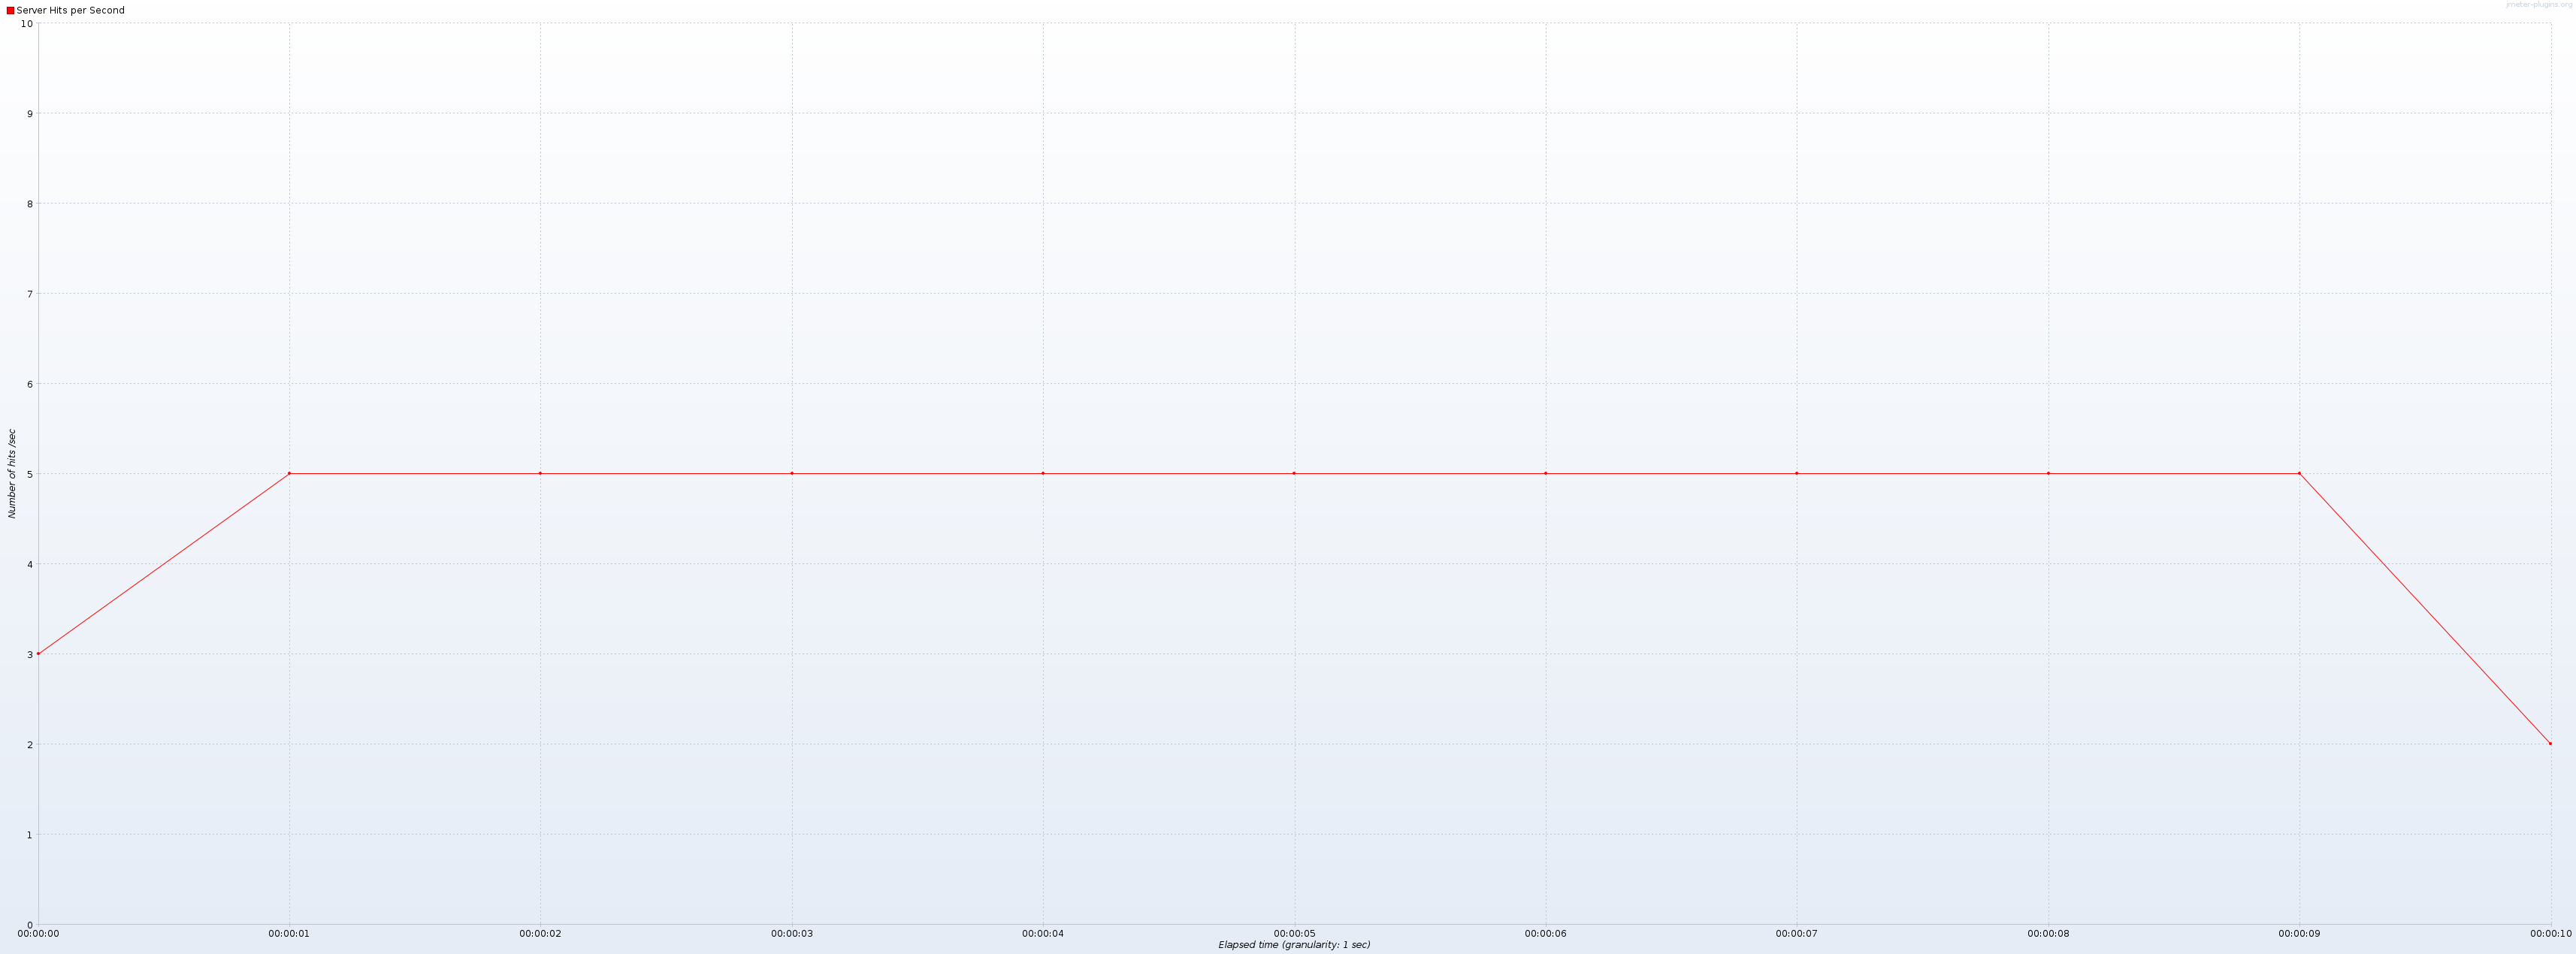 Server Hits per Second
jmeter-plugins.org
10
9
8
7
6
5
4
3
2
1
0
Number of hits /sec
00:00:00 00:00:01 00:00:02 00:00:03 00:00:04 00:00:05 00:00:06 00:00:07 00:00:08 00:00:09 00:00:10
Elapsed time (granularity: 1 sec)